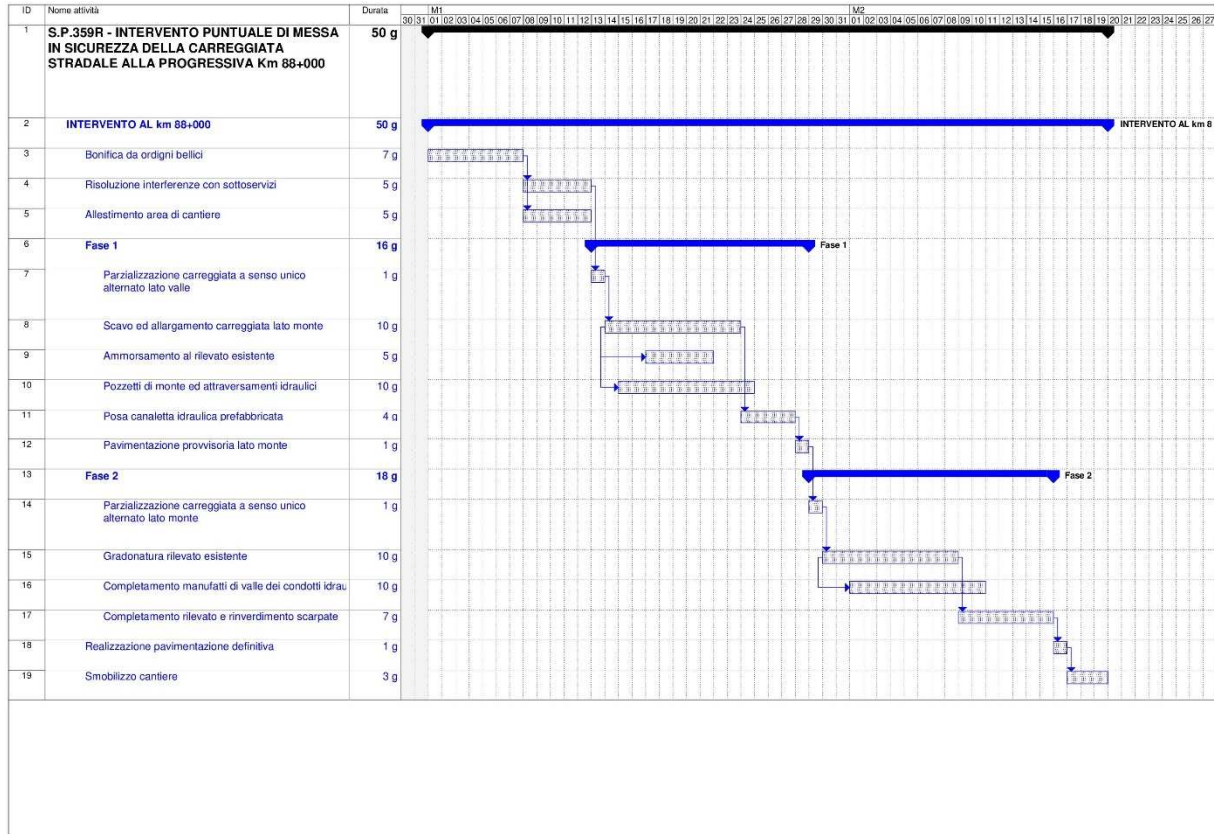 ID Nome attività Durata M1 M2
30 31 01 02 03 04 05 06 07 08 09 10 11 12 13 14 15 16 17 18 19 20 21 22 23 24 25 26 27 28 29 30 31 01 02 03 04 05 06 07 08 09 10 11 12 13 14 15 16 17 18 19 20 21 22 23 24 25 26 27
1 S.P.359R - INTERVENTO PUNTUALE DI MESSA 50 g
IN SICUREZZA DELLA CARREGGIATA
STRADALE ALLA PROGRESSIVA Km 88+000
2 INTERVENTO AL km 88+000 50 g INTERVENTO AL km 8
3 Bonifica da ordigni bellici 7 g
4 Risoluzione interferenze con sottoservizi 5 g
5 Allestimento area di cantiere 5 g
6 Fase 1 16 g Fase 1
7 Parzializzazione carreggiata a senso unico 1 g
alternato lato valle
8 Scavo ed allargamento carreggiata lato monte 10 g
9 Ammorsamento al rilevato esistente 5 g
10 Pozzetti di monte ed attraversamenti idraulici 10 g
11 Posa canaletta idraulica prefabbricata 4 g
12 Pavimentazione provvisoria lato monte 1 g
13 Fase 2 18 g Fase 2
14 Parzializzazione carreggiata a senso unico 1 g
alternato lato monte
15 Gradonatura rilevato esistente 10 g
16 Completamento manufatti di valle dei condotti idrau 10 g
17 Completamento rilevato e rinverdimento scarpate 7 g
18 Realizzazione pavimentazione definitiva 1 g
19 Smobilizzo cantiere 3 g